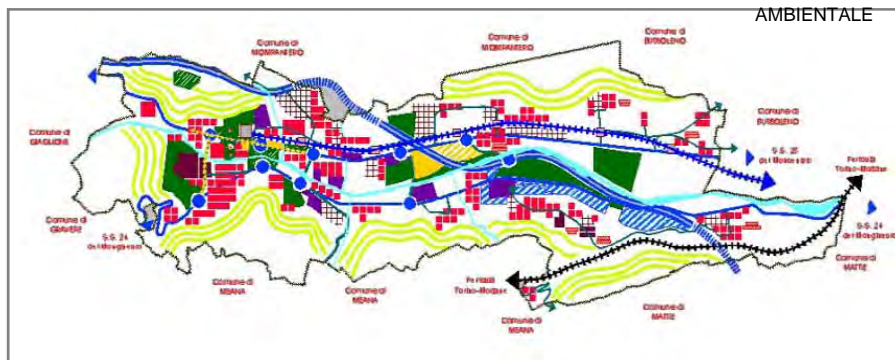 AMBIENTALE
Comune di
MOMPANTERO
Comune di
MOMPANTERO
Comune di
BUSSOLENO
Comune di
GIAGLIONE
Comune di
BUSSOLENO
S.S. 25
Ferrovia
Torino-Modane
Comune di
GRAVERE
S.S. 24
del Monginevro
S.S. 24
del Monginevro
Comune di
MATTIE
Comune di
MEANA
Comune di
MEANA
Ferrovia
Torino-Modane
Comune di
MEANA
Comune di
MATTIE